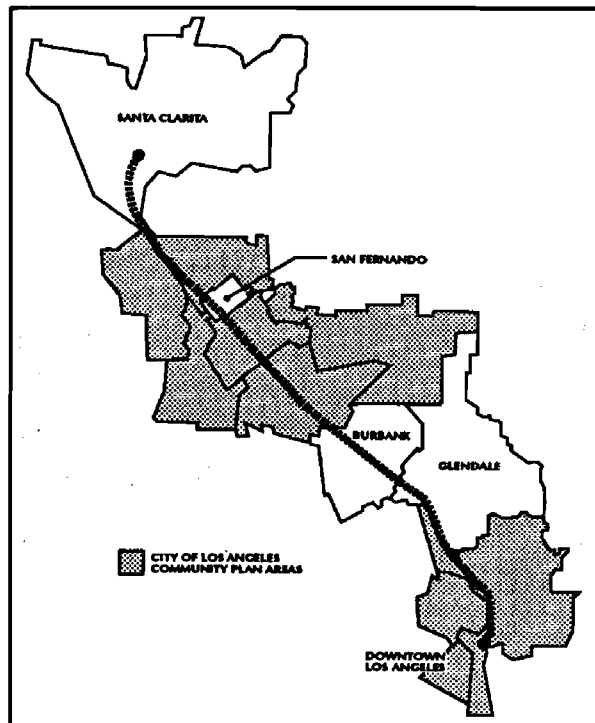 SANTA CLARITA
SAN FERNANDO
BURBANK
GLENDALE
CITY OF LOS ANGELES
COMMUNITY PLAN AREAS
DOWNTOWN
LOS ANGELES